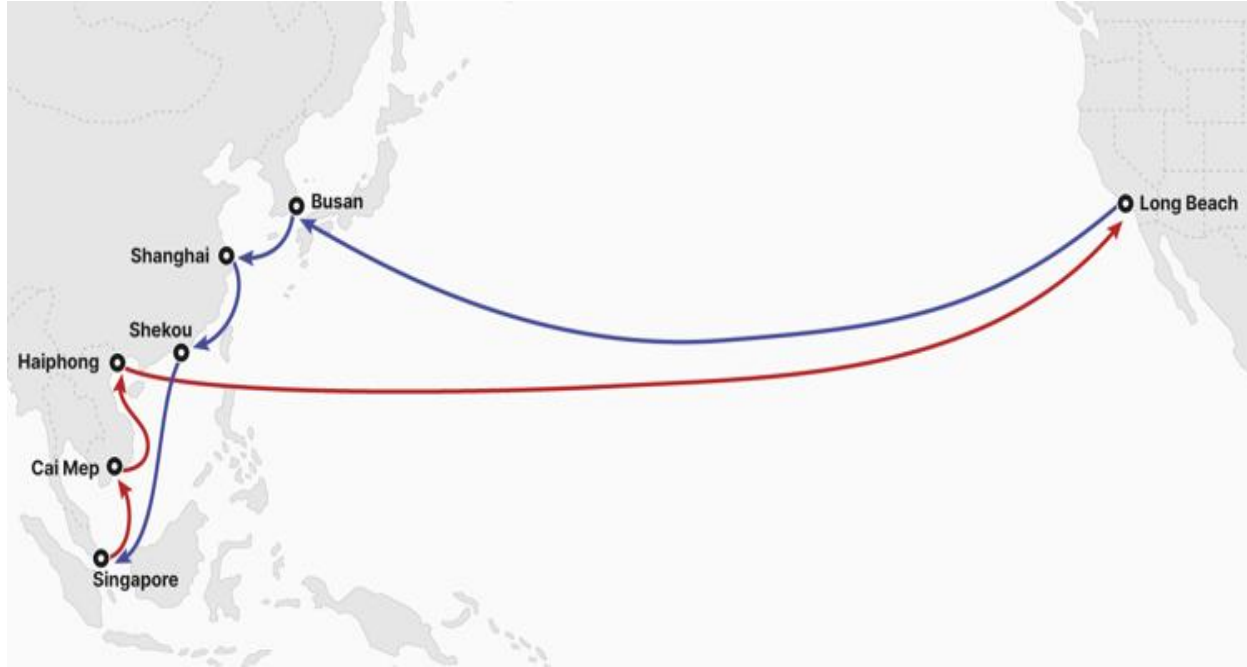 Busan
Long Beach
Shanghai
Shekou
Haiphong
Cai Mep
Singapore